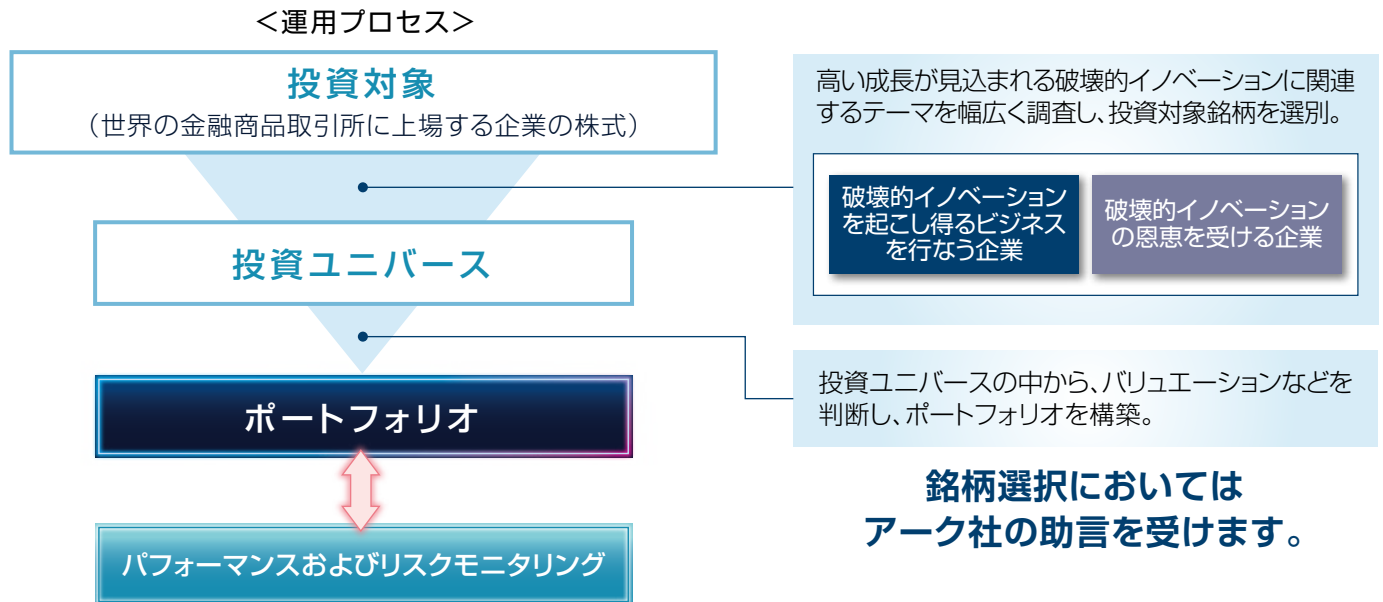 ＜運用プロセス＞
投資対象
（世界の金融商品取引所に上場する企業の株式）
投資ユニバース
ポートフォリオ
パフォーマンスおよびリスクモニタリング
高い成長が見込まれる破壊的イノベーションに関連
するテーマを幅広く調査し、投資対象銘柄を選別。
破壊的イノベーション
を起こし得るビジネス
を行なう企業
破壊的イノベーション
の恩恵を受ける企業
投資ユニバースの中から、バリュエーションなどを
判断し、ポートフォリオを構築。
銘柄選択においては
アーク社の助言を受けます。